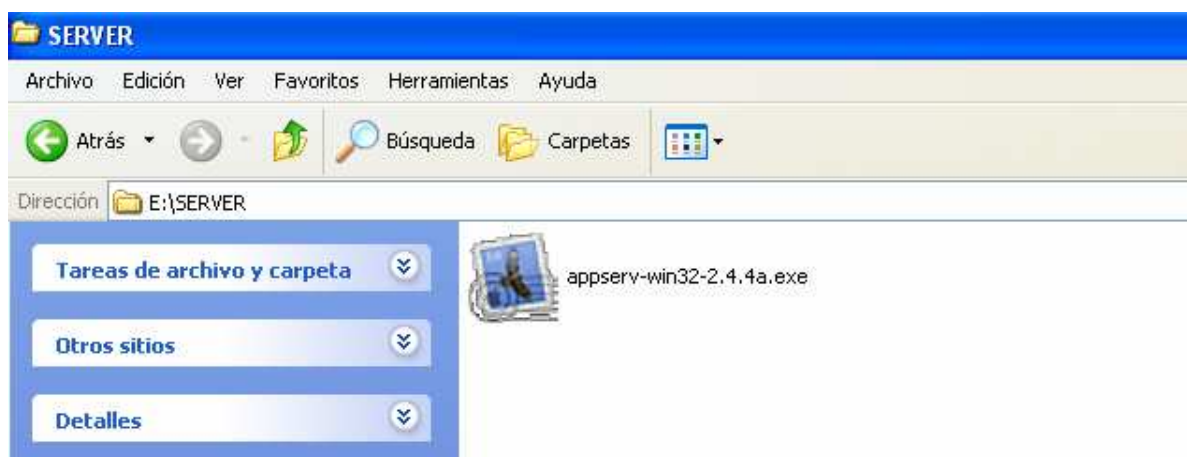 SERVER
Archivo Edición Ver Favoritos Herramientas Ayuda
Atrás Búsqueda Carpetas
Dirección E:\SERVER
Tareas de archivo y carpeta
appserv-win32-2.4.4a.exe
Otros sitios
Detalles